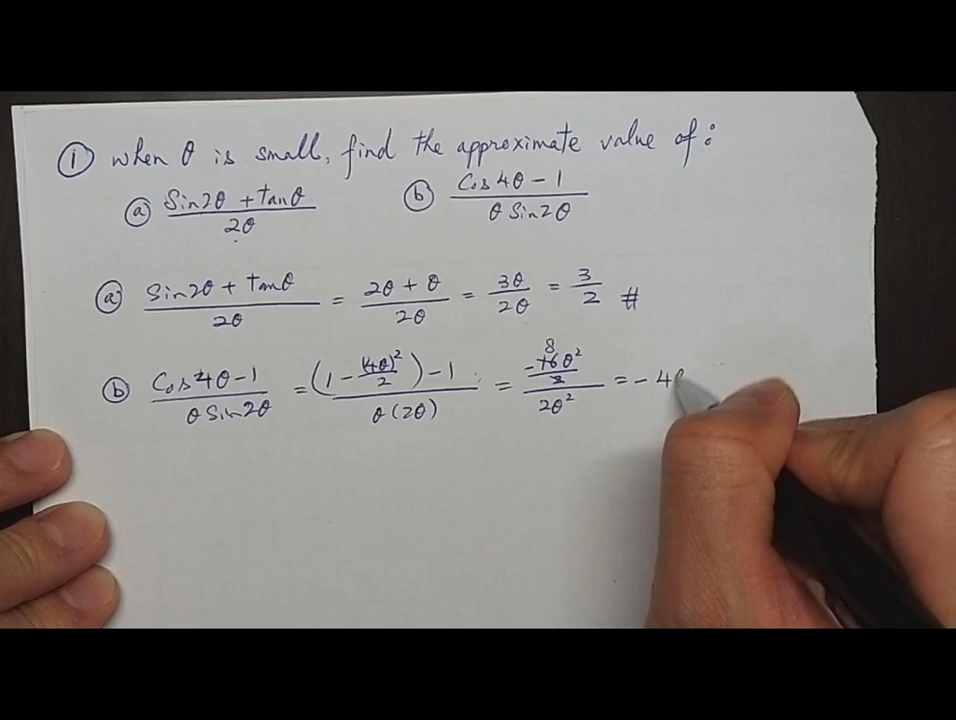 ① when θ is small, find the approximate value of:
ⓐ (Sin2θ + tanθ)/2θ ⓑ (Cos4θ - 1)/(θ Sin2θ)
ⓐ (Sin2θ + tanθ)/2θ = (2θ + θ)/2θ = 3θ/2θ = 3/2 #
ⓑ (Cos4θ - 1)/(θ Sin2θ) = ((1 - (4θ)²/2) - 1)/(θ(2θ)) = (-16θ²/2 8)/2θ² = - 4